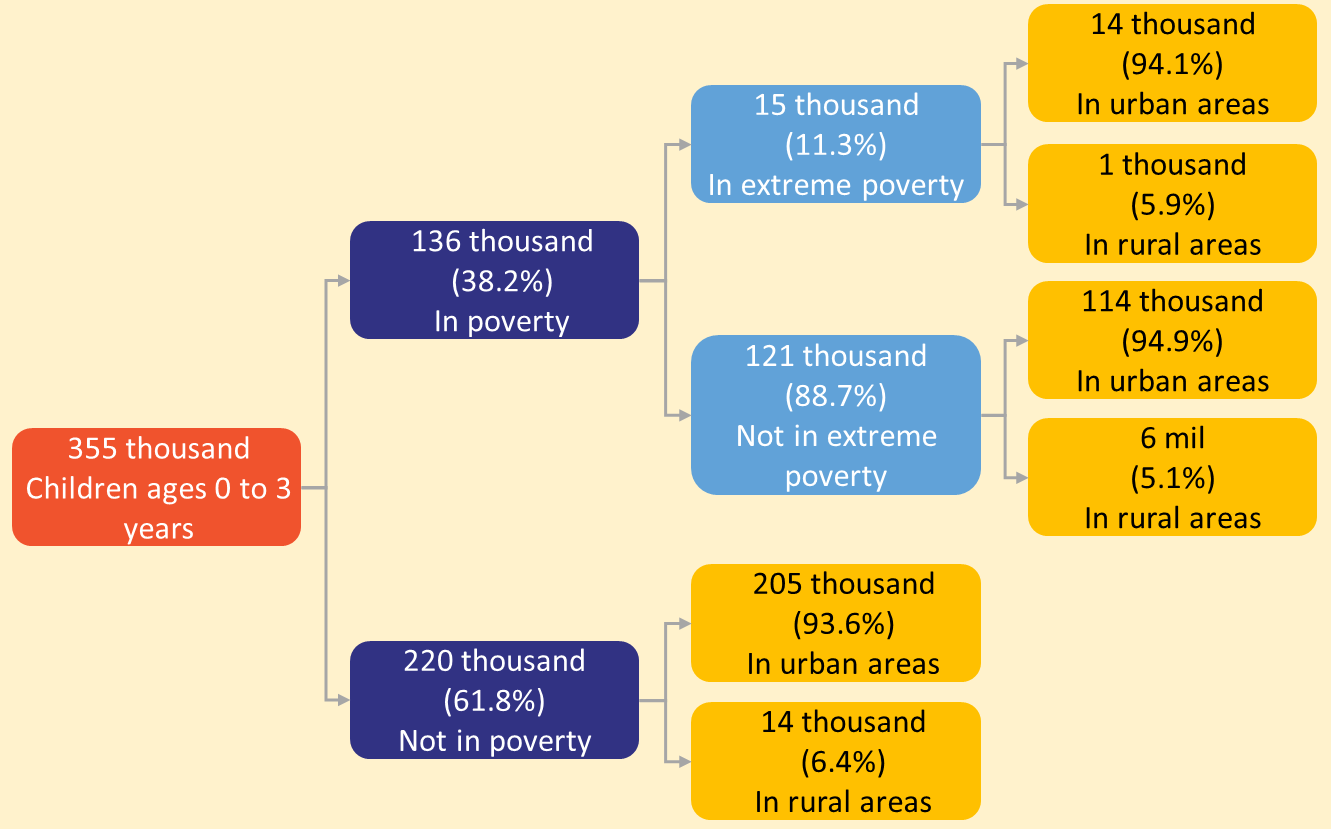 355 thousand
Children ages 0 to 3
years
136 thousand
(38.2%)
In poverty
220 thousand
(61.8%)
Not in poverty
15 thousand
(11.3%)
In extreme poverty
121 thousand
(88.7%)
Not in extreme
poverty
205 thousand
(93.6%)
In urban areas
14 thousand
(6.4%)
In rural areas
14 thousand
(94.1%)
In urban areas
1 thousand
(5.9%)
In rural areas
114 thousand
(94.9%)
In urban areas
6 mil
(5.1%)
In rural areas